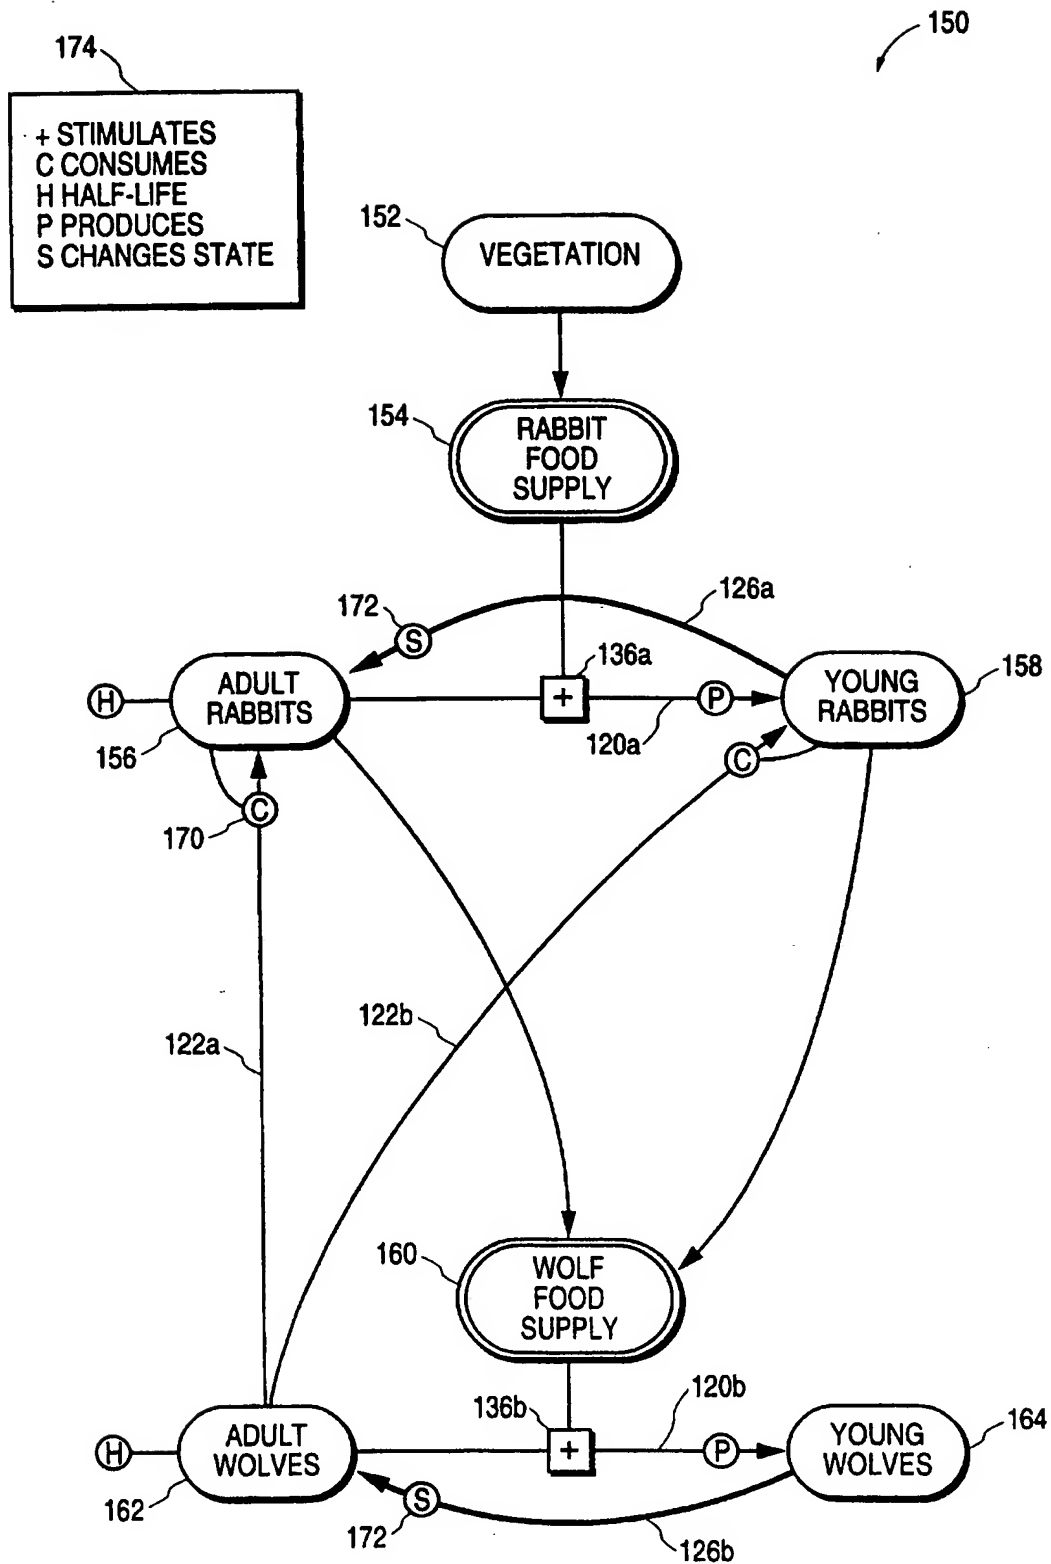 150
174
+ STIMULATES
C CONSUMES
H HALF-LIFE
P PRODUCES
S CHANGES STATE
152
VEGETATION
154
RABBIT
FOOD
SUPPLY
126a
172
S
136a
158
H
ADULT
RABBITS
+
P
YOUNG
RABBITS
156
120a
C
C
170
122a
122b
160
WOLF
FOOD
SUPPLY
136b
120b
164
H
ADULT
WOLVES
+
P
YOUNG
WOLVES
162
S
172
126b